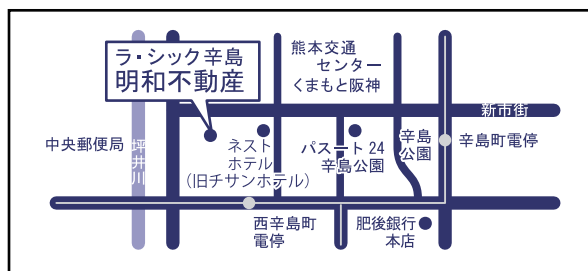 ラ・シック辛島
明和不動産
熊本交通
センター
くまもと阪神
新市街
中央郵便局
坪井川
ネスト
ホテル
（旧チサンホテル）
パスート24
辛島公園
辛島
公園
辛島町電停
西辛島町
電停
肥後銀行
本店